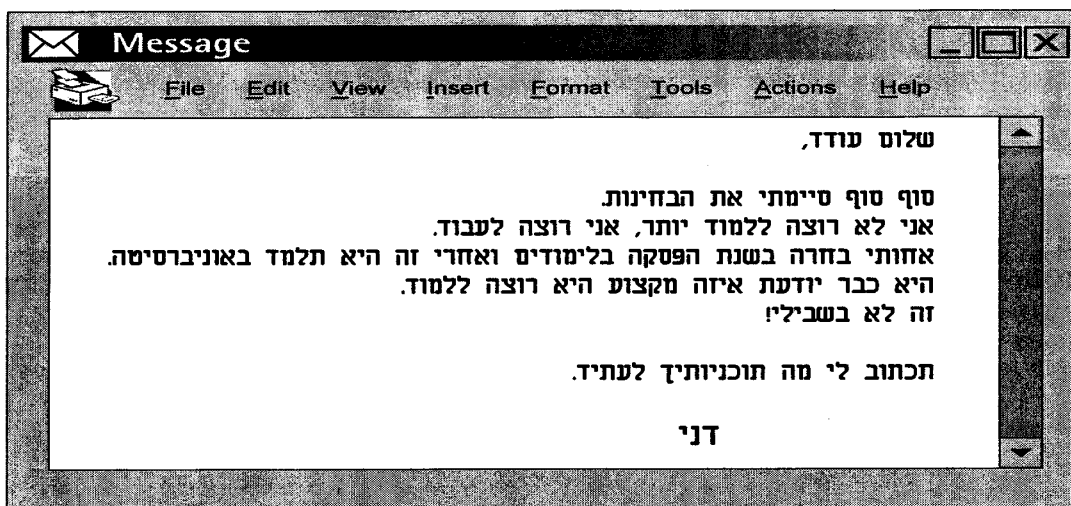 Message
File Edit View Insert Format Tools Actions Help
שלום עודד,
סוף סוף סיימתי את הבחינות.
אני לא רוצה ללמוד יותר, אני רוצה לעבוד.
אחותי בחרה בשנת הפסקה בלימודים ואחרי זה היא תלמד באוניברסיטה.
היא כבר יודעת איזה מקצוע היא רוצה ללמוד.
זה לא בשבילי!
תכתוב לי מה תוכניותיך לעתיד.
דני